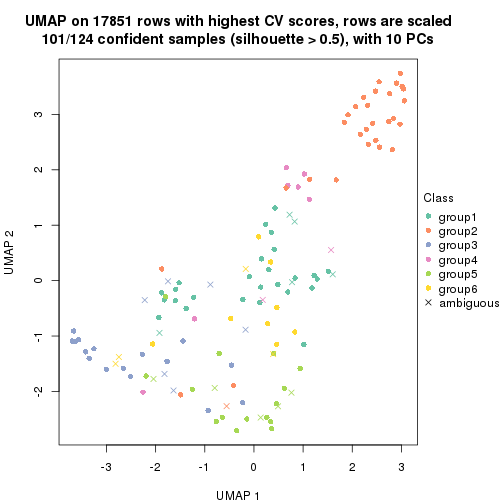 UMAP on 17851 rows with highest CV scores, rows are scaled
101/124 confident samples (silhouette > 0.5), with 10 PCs
UMAP 2
3
2
1
0
-1
-2
-3
-2
-1
0
1
2
3
UMAP 1
Class
group1
group2
group3
group4
group5
group6
ambiguous